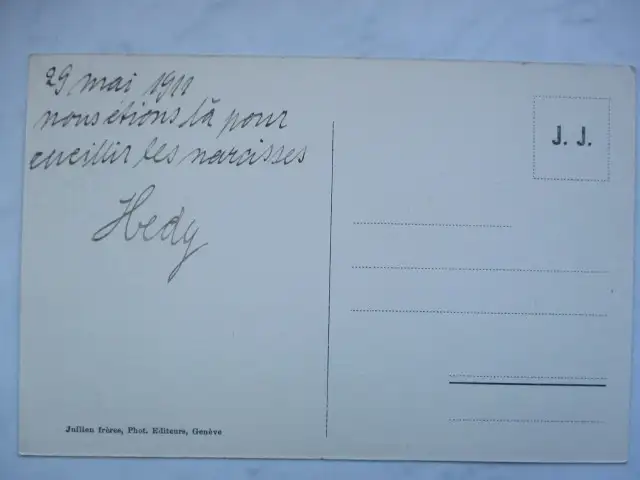 29 mai 1911
nous étions là pour
cueillir les narcisses
Hedy
J. J.
Jullien frères, Phot. Editeurs, Genève